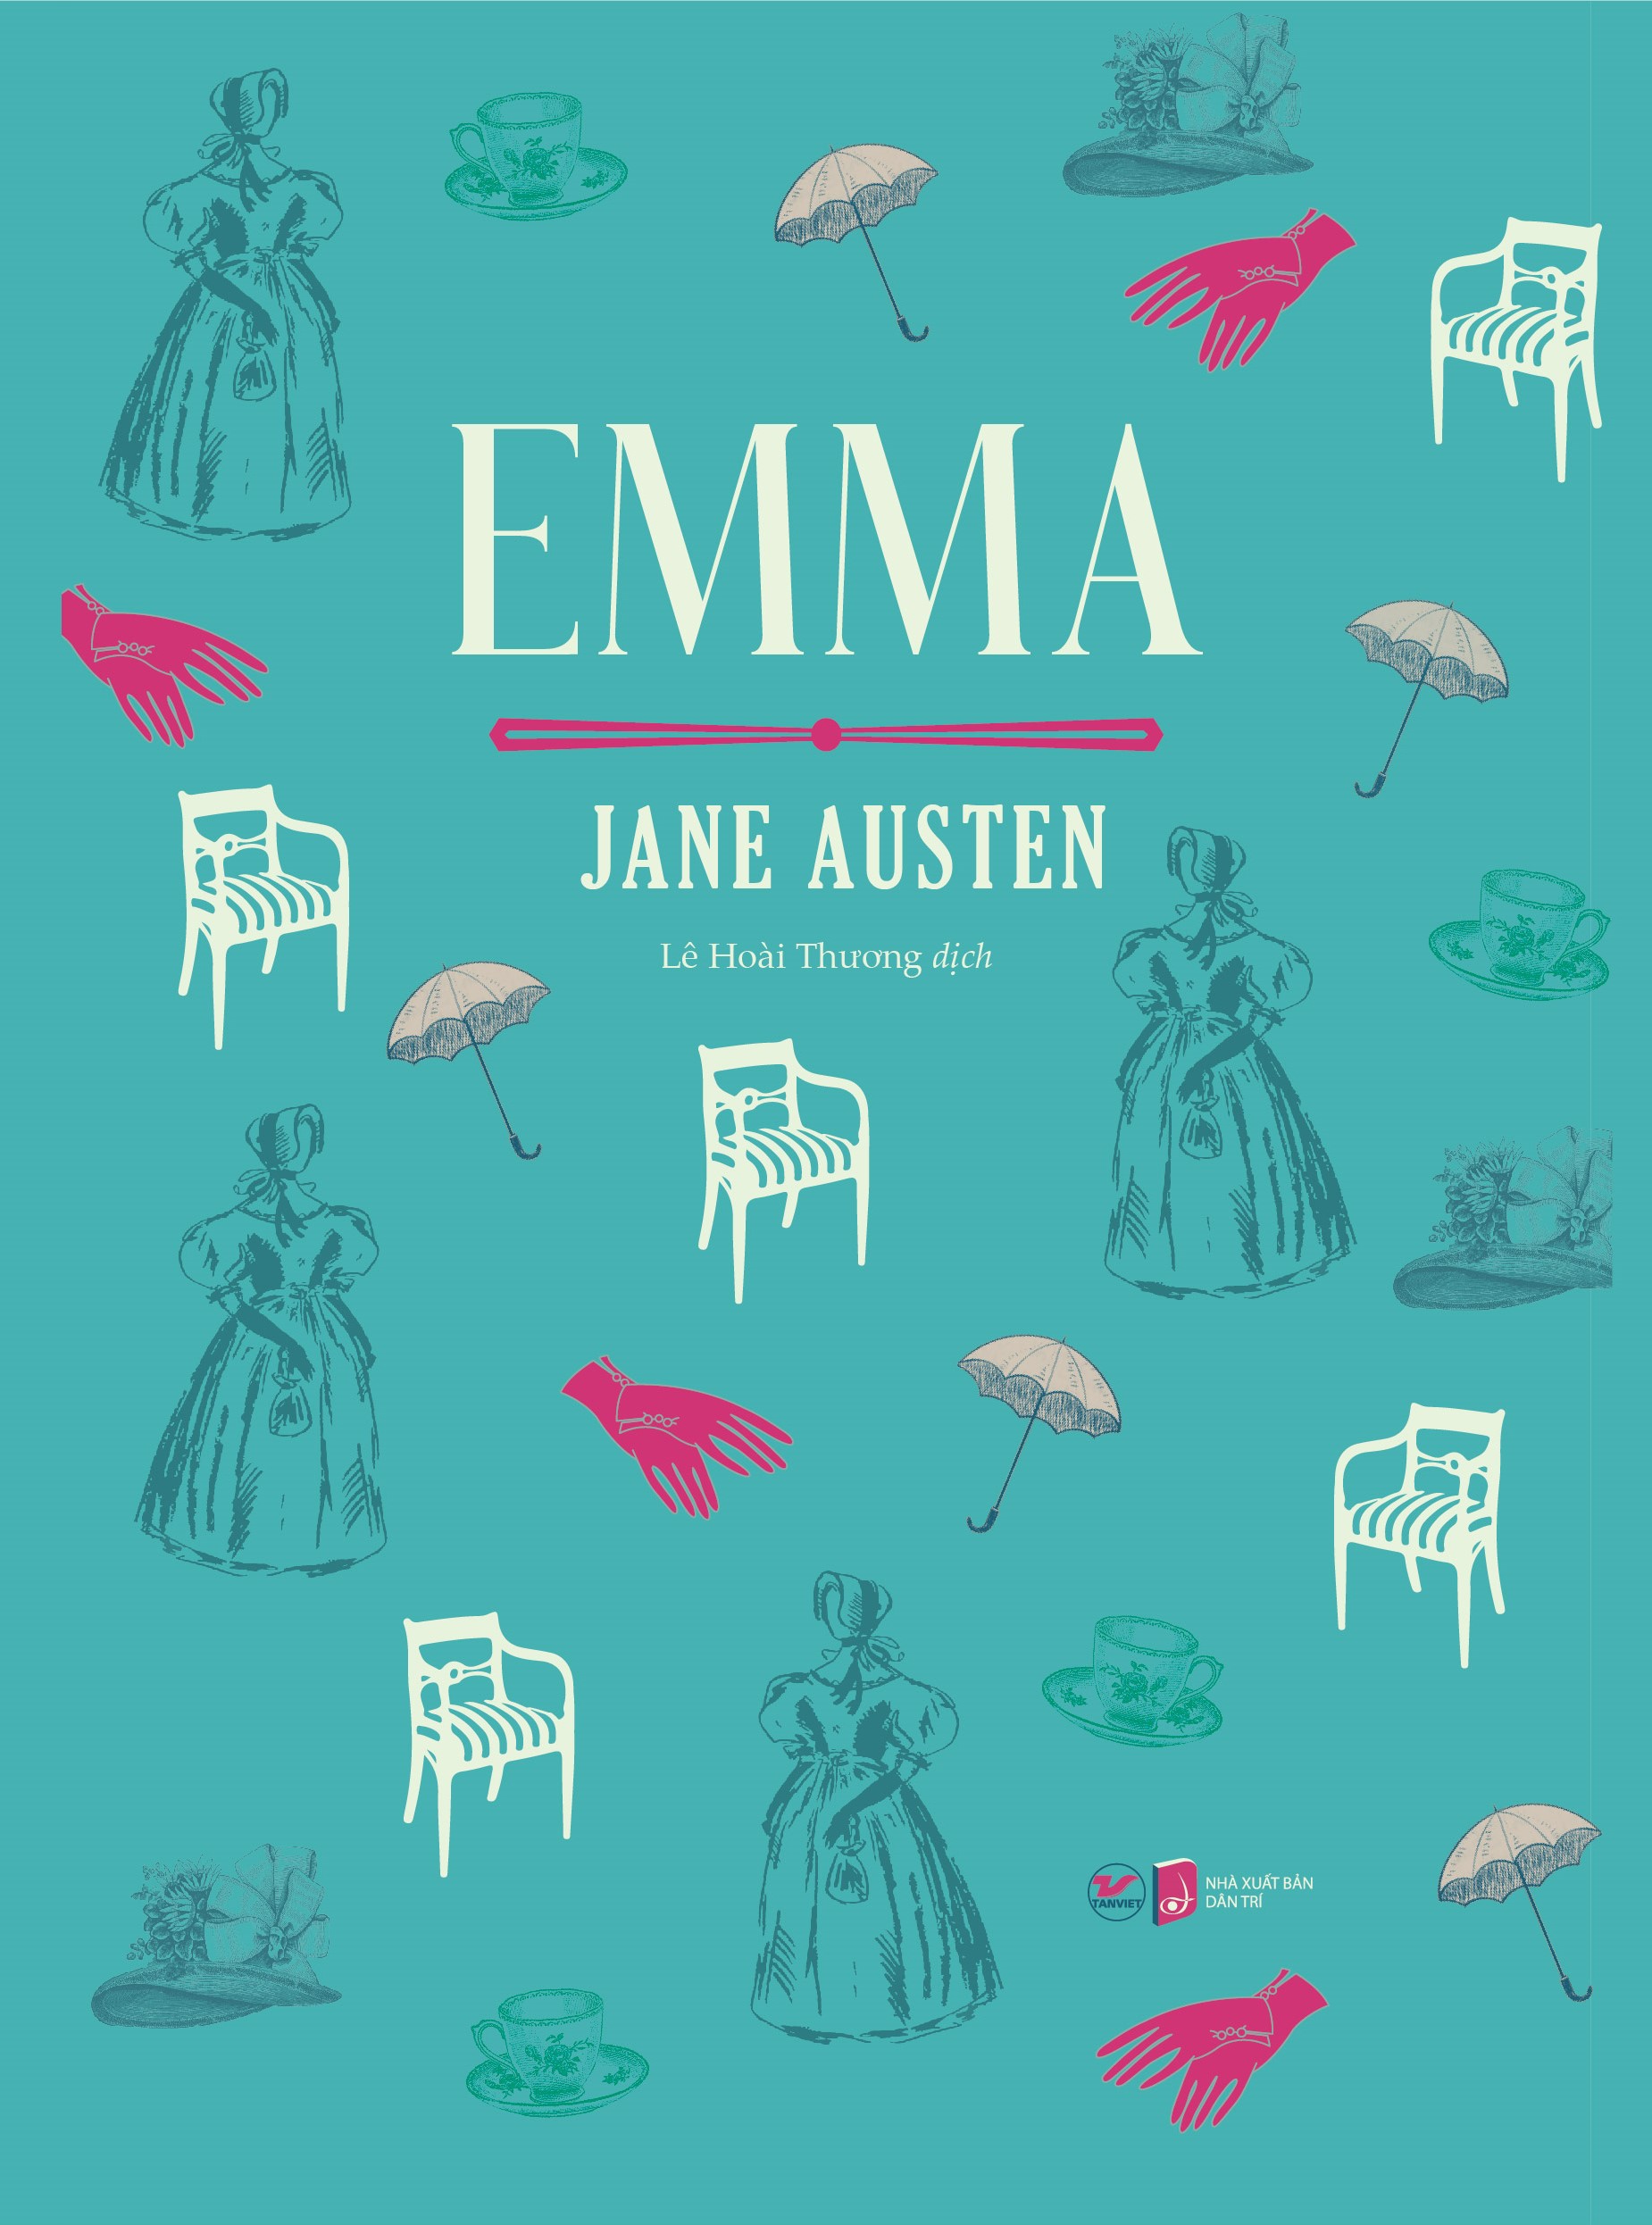 EMMA
JANE AUSTEN
Lê Hoài Thương dịch
TANVIET
NHÀ XUẤT BẢN
DÂN TRÍ